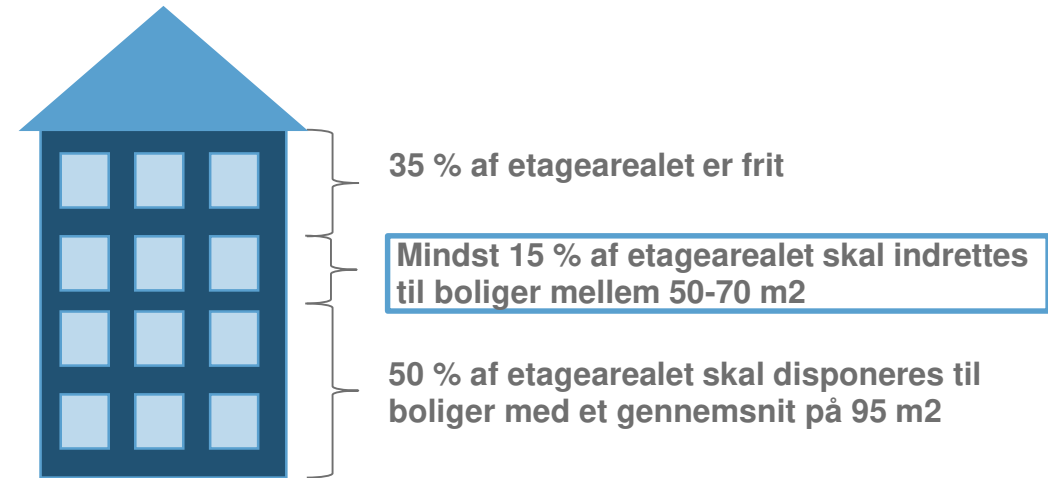 35 % af etagearealet er frit
Mindst 15 % af etagearealet skal indrettes
til boliger mellem 50-70 m2
50 % af etagearealet skal disponeres til
boliger med et gennemsnit på 95 m2